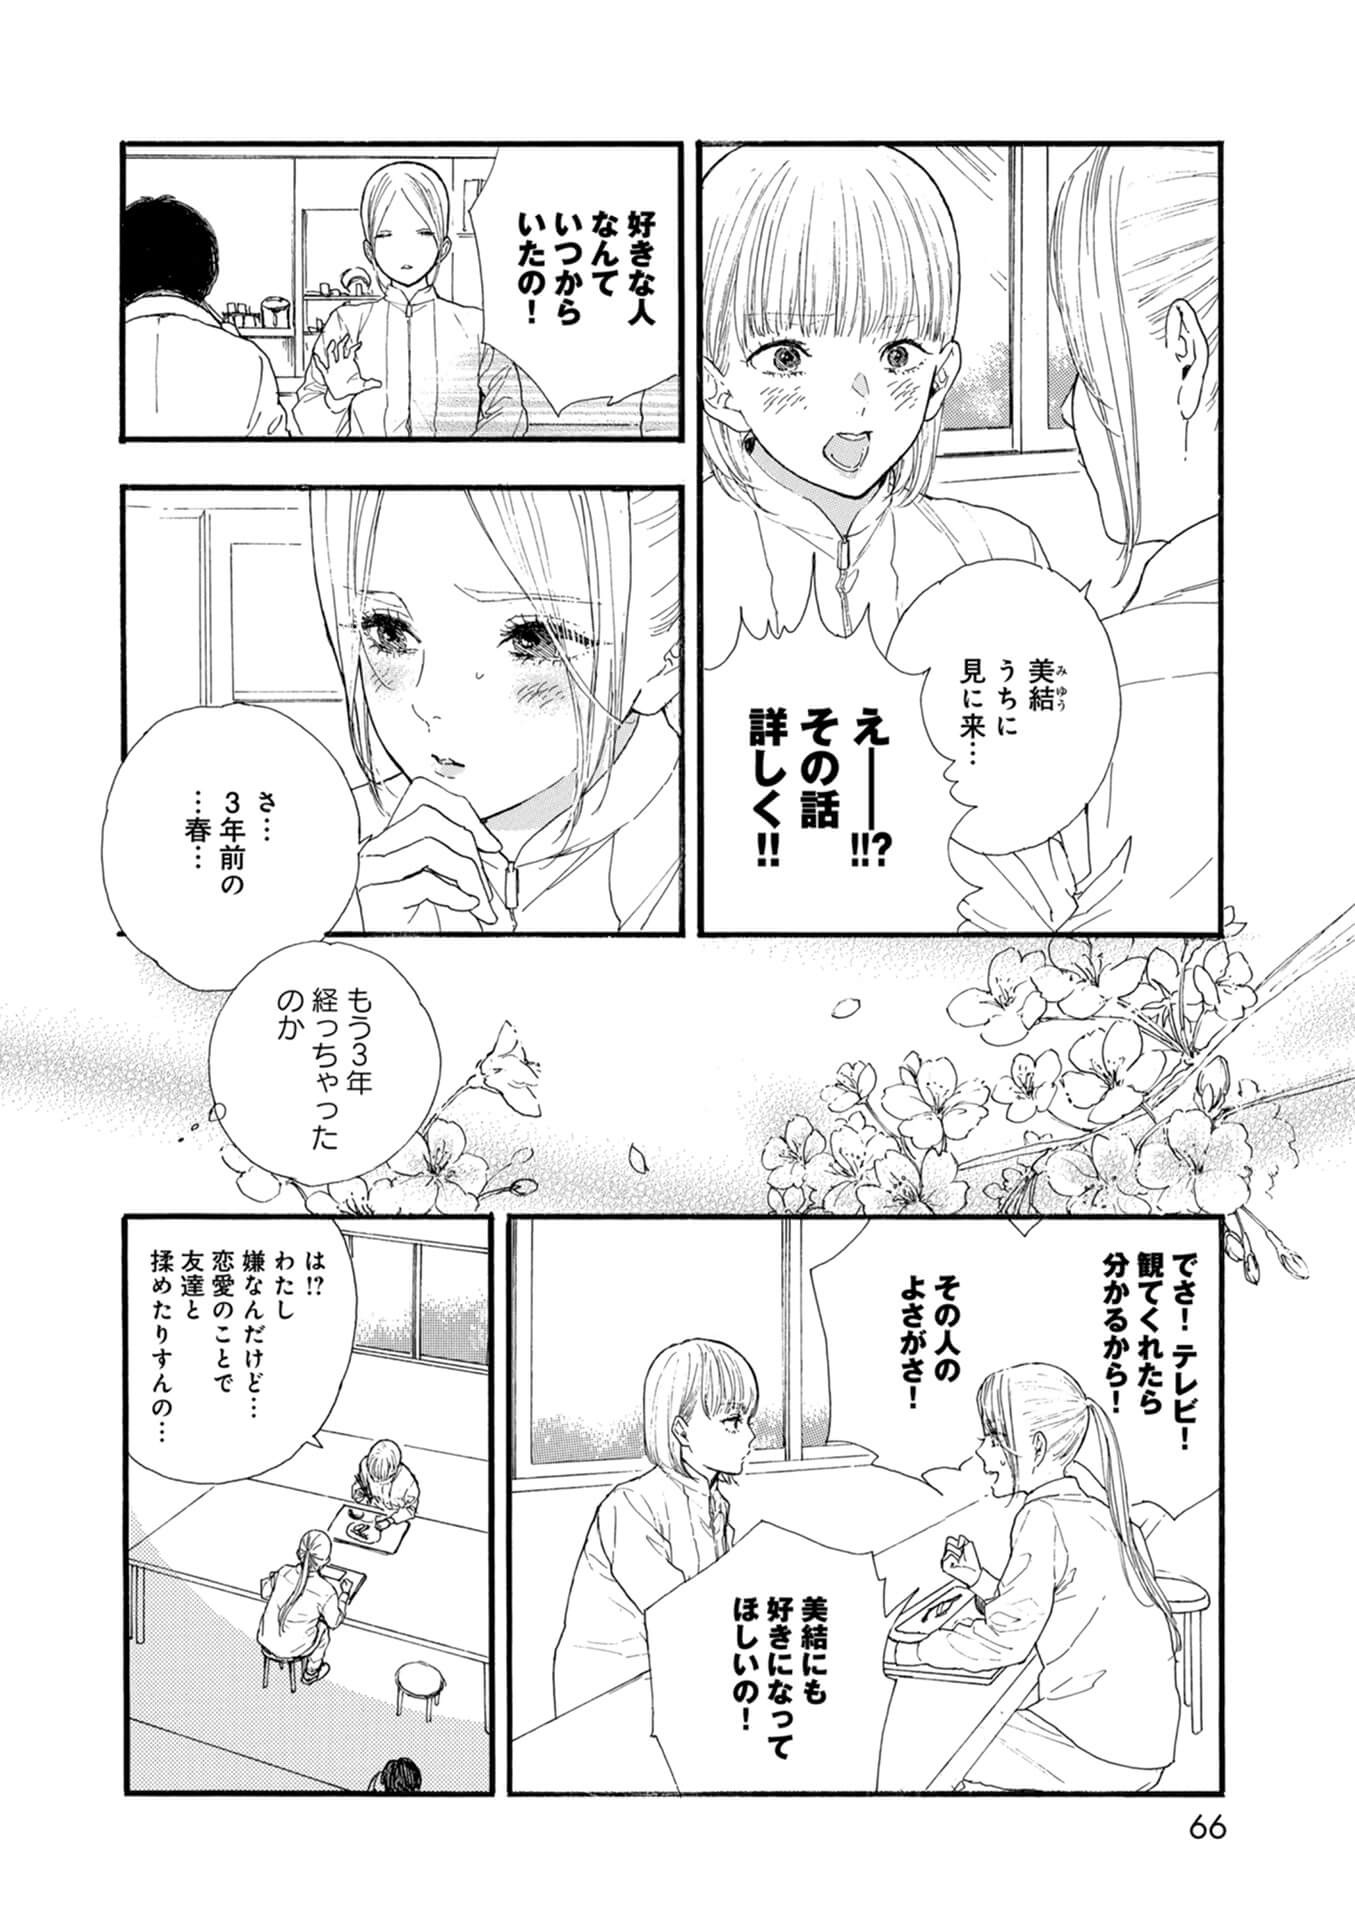 美結
みゆう
うちに
見に来…
え──!!?
その話
詳しく!!
好きな人
なんて
いつから
いたの！
さ…
3年前の
…春…
もう3年
経っちゃった
のか
でさ！テレビ！
観てくれたら
分かるから！
その人の
よさがさ！
美結にも
好きになって
ほしいの！
は!?
わたし
嫌なんだけど…
恋愛のことで
友達と
揉めたりすんの…
66